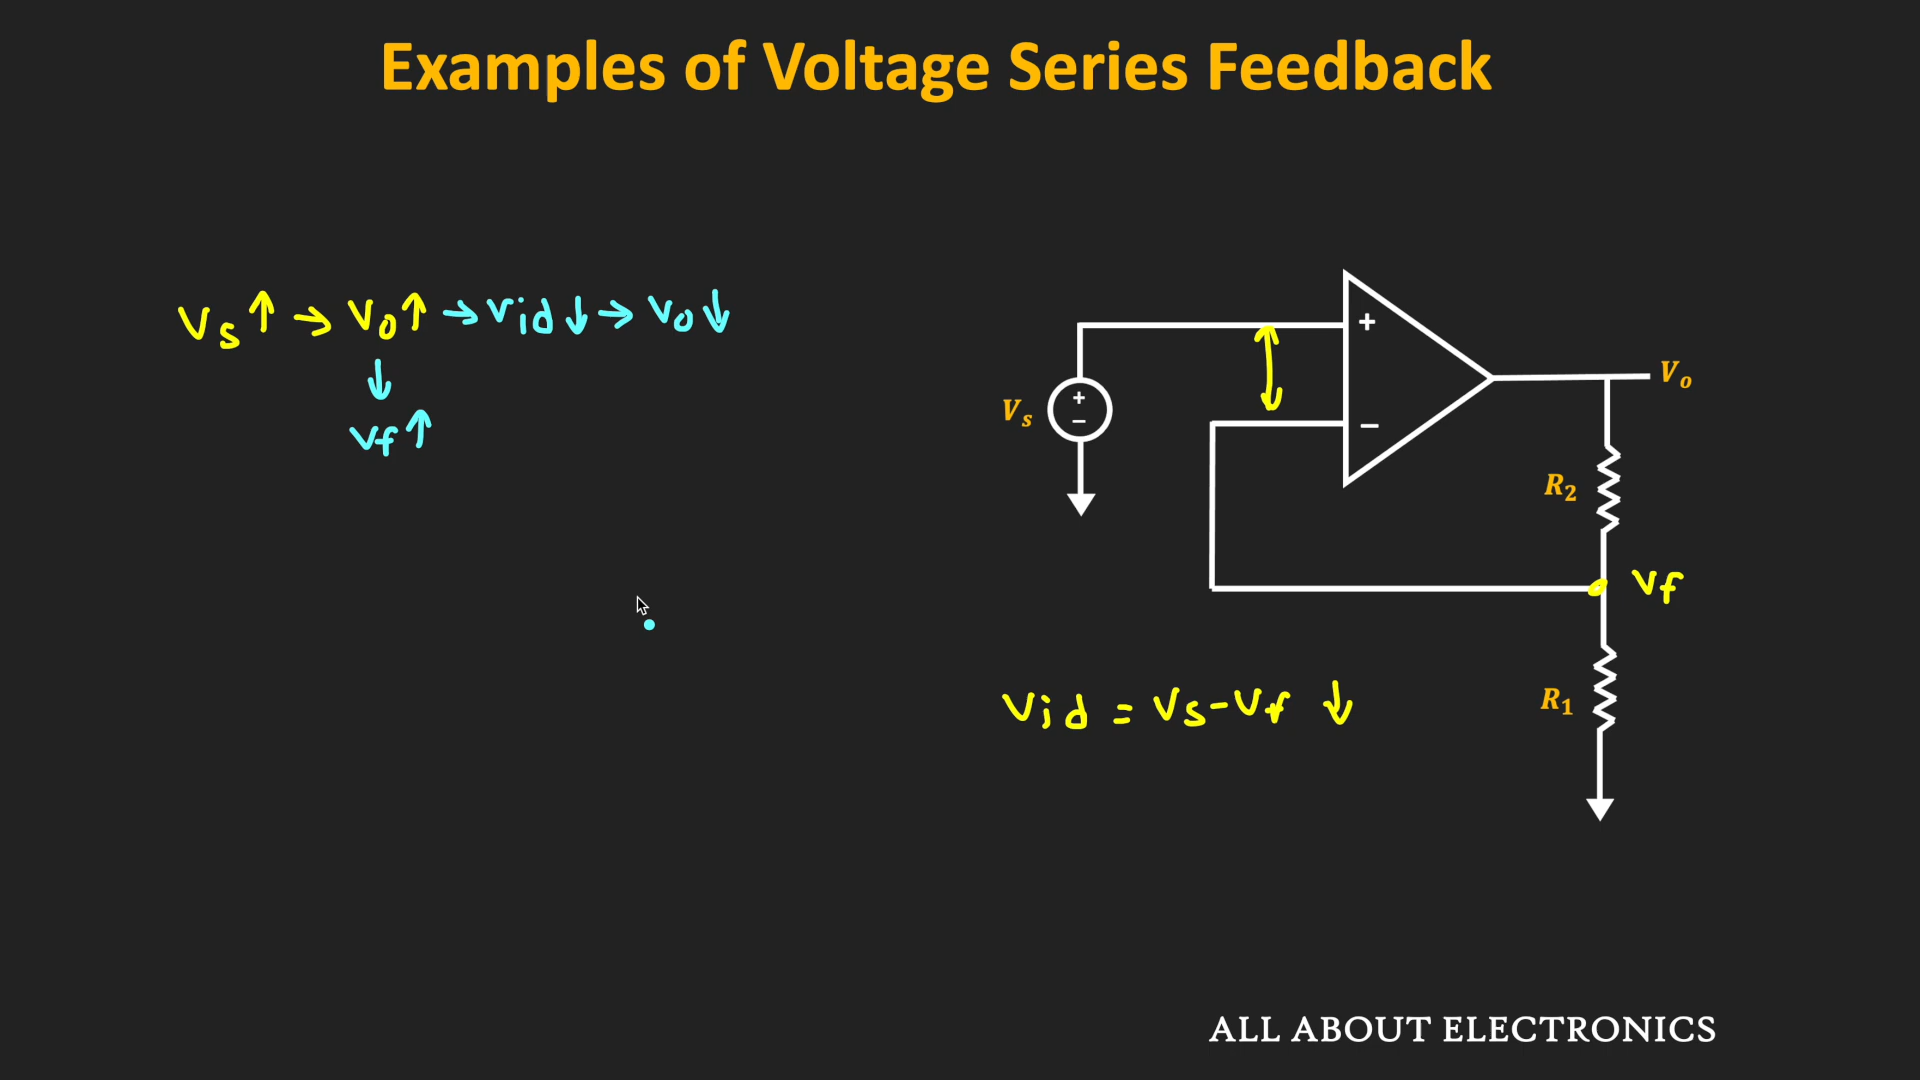 Examples of Voltage Series Feedback
Vs ↑ → Vo ↑ → Vid ↓ → Vo ↓
↓
Vf ↑
+
−
Vo
Vs
+
−
R2
Vf
R1
Vid = Vs - Vf ↓
ALL ABOUT ELECTRONICS